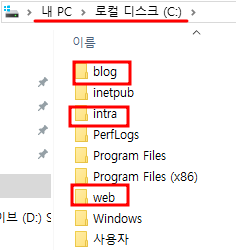 내 PC > 로컬 디스크 (C:) >
이름
blog
inetpub
intra
PerfLogs
Program Files
Program Files (x86)
web
이브 (D:) S
Windows
사용자